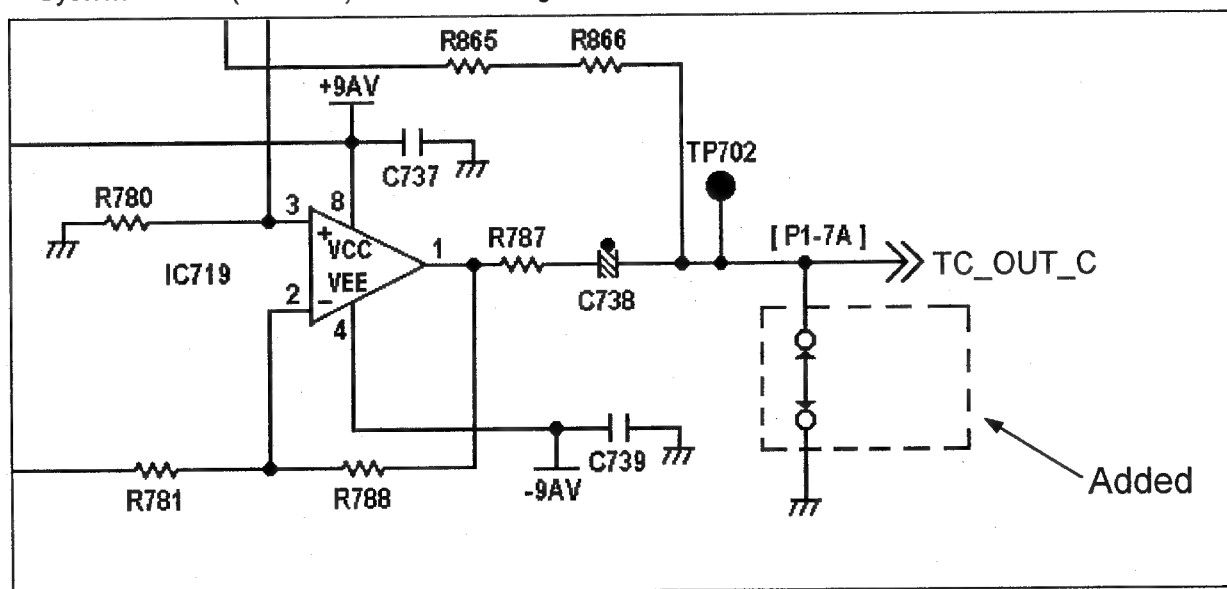 R865
R866
+9AV
TP702
C737
R780
3
8
[ P1-7A ]
+
VCC
1
R787
TC_OUT_C
IC719
VEE
2
−
4
C738
C739
R781
R788
-9AV
Added